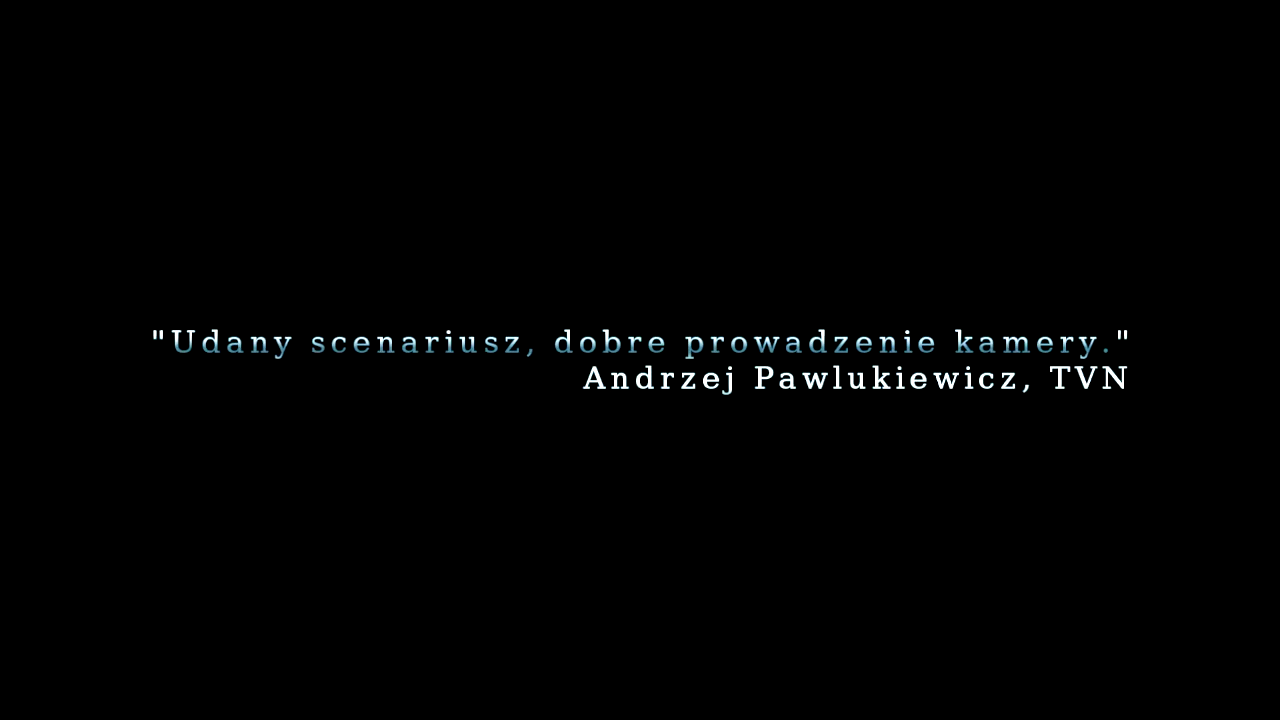 "Udany scenariusz, dobre prowadzenie kamery."
Andrzej Pawlukiewicz, TVN